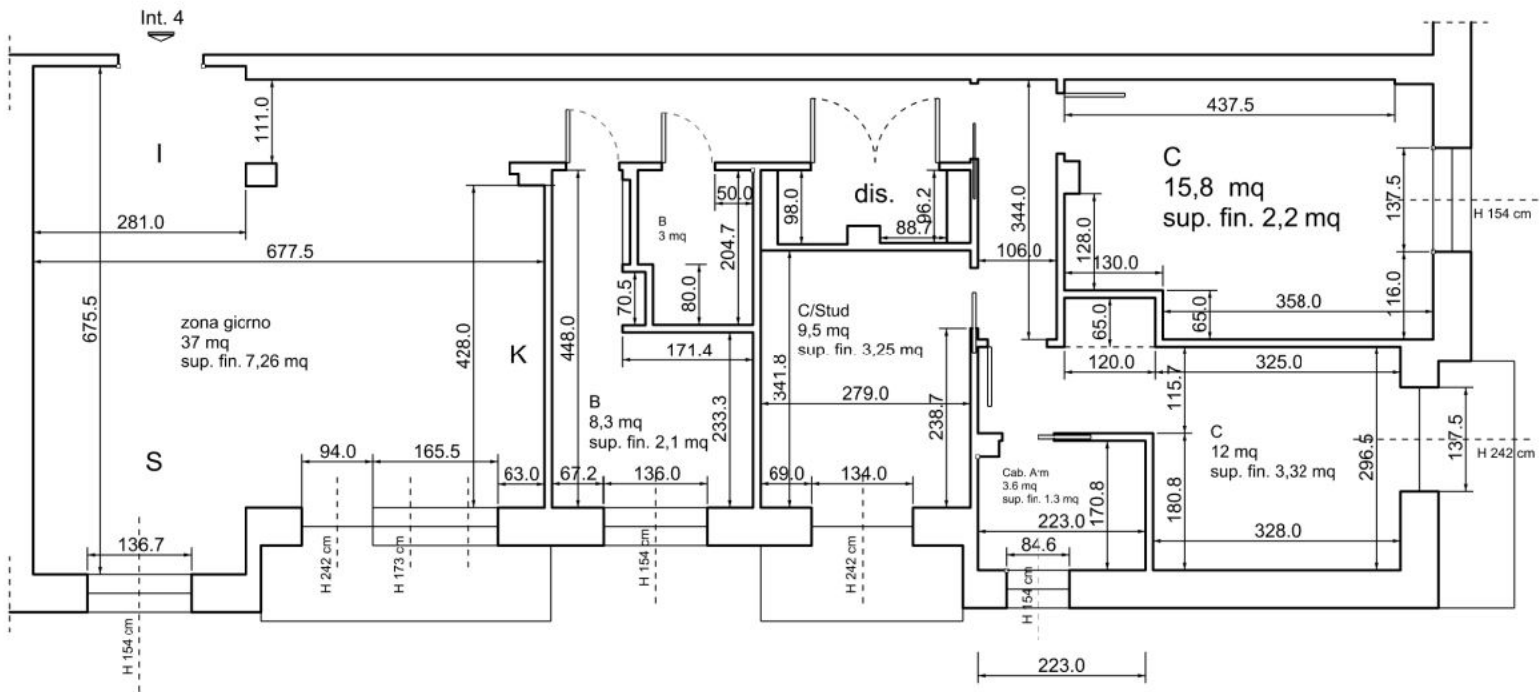 Int. 4
111.0
I
281.0
677.5
675.5
zona gicrno
37 mq
sup. fin. 7,26 mq
428.0
K
S
94.0
165.5
63.0
136.7
H 242 cm
H 173 cm
H 154 cm
448.0
B
3 mq
50.0
204.7
80.0
70.5
171.4
B
8,3 mq
sup. fin. 2,1 mq
233.3
67.2
136.0
H 154 cm
dis.
98.0
96.2
88.7
C/Stud
9,5 mq
sup. fin. 3,25 mq
341.8
279.0
238.7
69.0
134.0
H 242 cm
344.0
106.0
437.5
C
15,8 mq
sup. fin. 2,2 mq
137.5
H 154 cm
128.0
130.0
358.0
116.0
65.0
65.0
120.0
325.0
115.7
C
12 mq
sup. fin. 3,32 mq
296.5
137.5
H 242 cm
180.8
328.0
Cab. A'm
3.6 mq
sup. fin. 1.3 mq
170.8
223.0
84.6
H 154 cm
223.0